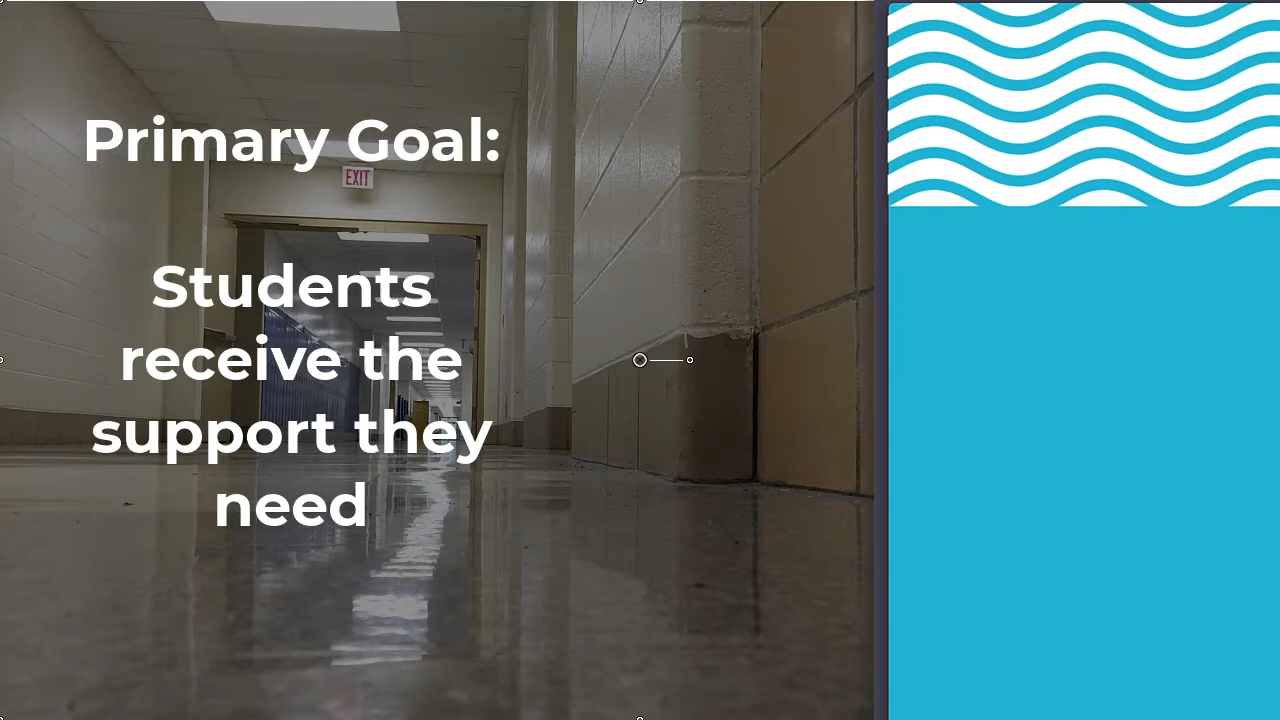 Primary Goal:
EXIT
Students
receive the
support they
need